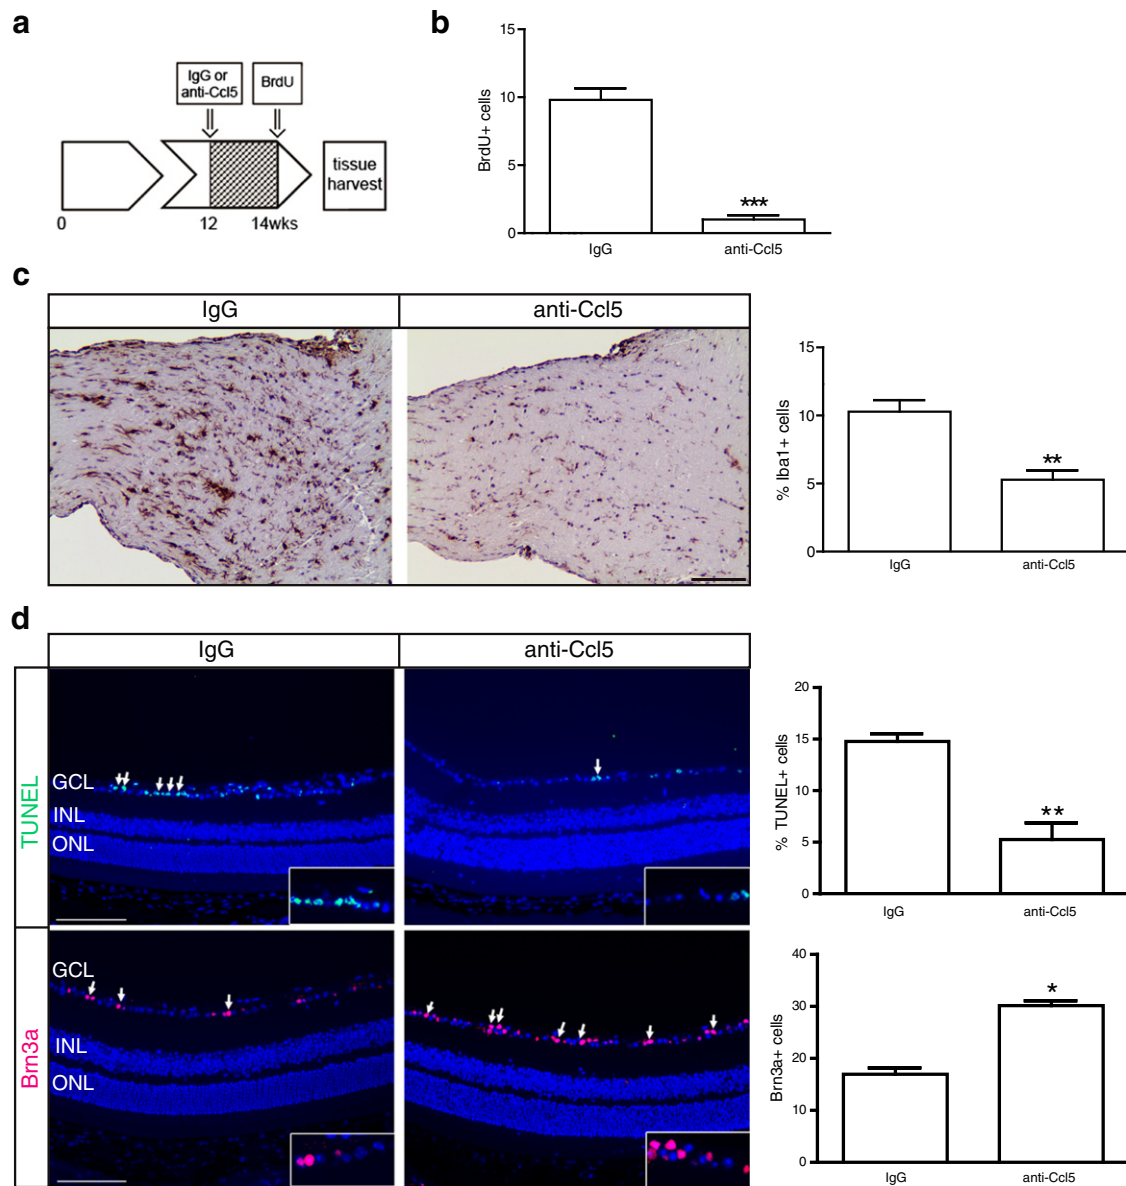 a
IgG or
anti-Ccl5
BrdU
tissue
harvest
0
12
14wks
b
15
10
5
0
BrdU+ cells
***
IgG
anti-Ccl5
c
IgG
anti-Ccl5
15
10
5
0
% Iba1+ cells
**
IgG
anti-Ccl5
d
IgG
anti-Ccl5
TUNEL
GCL
INL
ONL
20
15
10
5
0
% TUNEL+ cells
**
IgG
anti-Ccl5
Brn3a
GCL
INL
ONL
40
30
20
10
0
Brn3a+ cells
*
IgG
anti-Ccl5